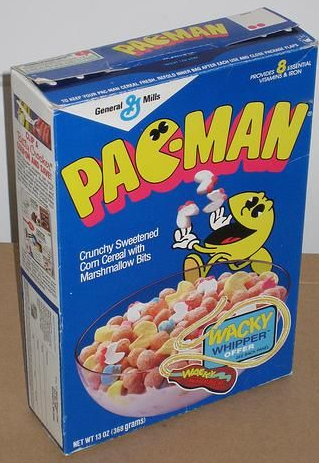 PAC-MAN
TO KEEP YOUR PAC-MAN CEREAL FRESH, REFOLD INNER BAG AFTER EACH USE AND CLOSE PACKAGE FLAPS
PROVIDES 8 ESSENTIAL
VITAMINS & IRON
General G Mills
PAC-MAN
Crunchy Sweetened
Corn Cereal with
Marshmallow Bits
WACKY
WHIPPER
OFFER
WACKY
NET WT 13 OZ (368 grams)